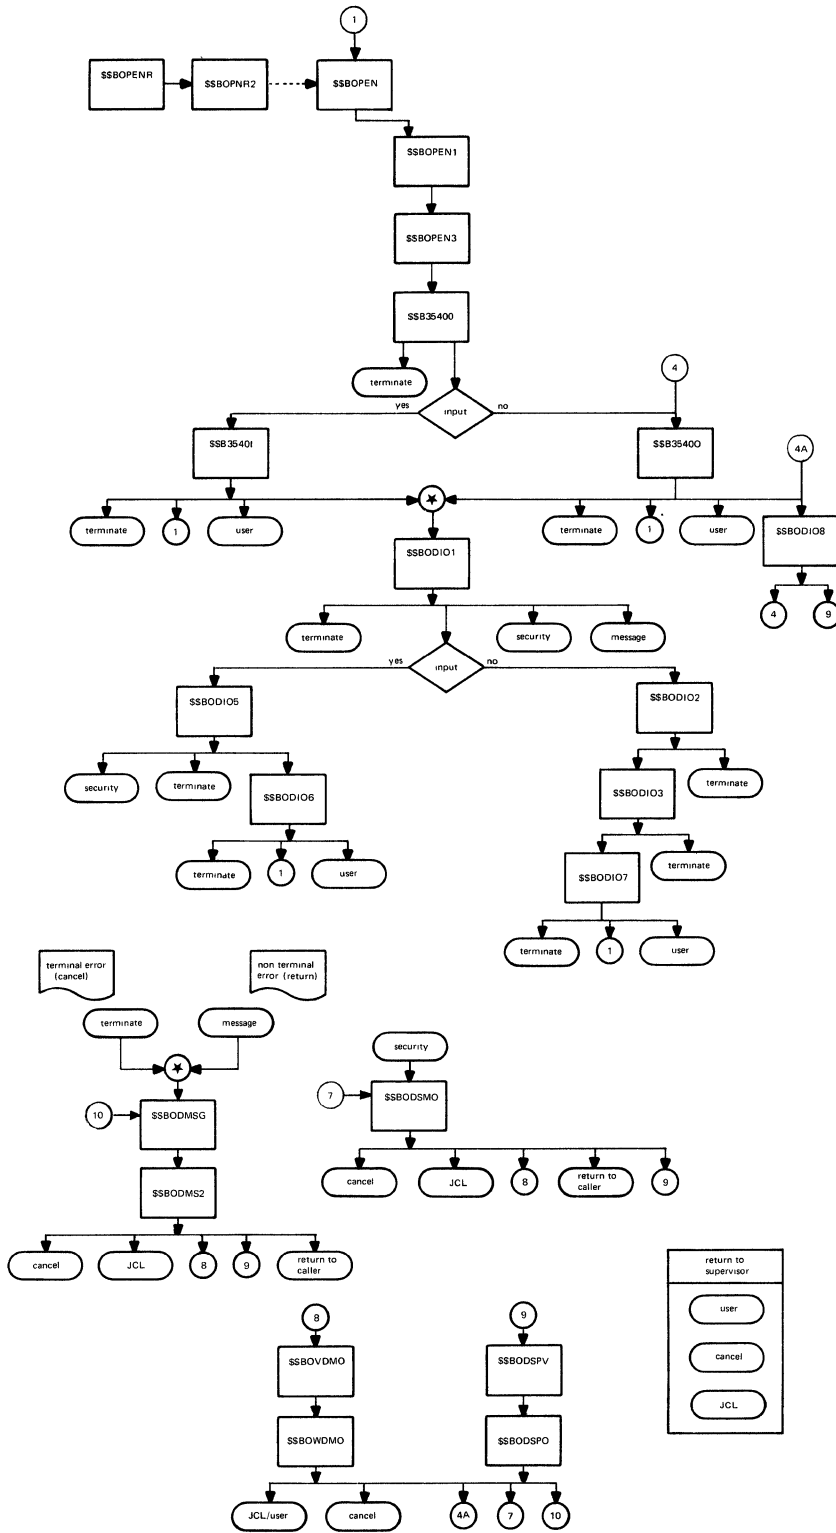 1
$$BOPENR
$$BOPNR2
$$BOPEN
$$BOPEN1
$$BOPEN3
$$B35400
terminate
4
yes
input
no
$$B3540I
$$B3540O
4A
terminate
1
user
terminate
1
user
$$BODIO8
$$BODIO1
4
9
terminate
security
message
yes
input
no
$$BODIO5
$$BODIO2
security
terminate
$$BODIO6
$$BODIO3
terminate
terminate
1
user
$$BODIO7
terminate
terminate
1
user
terminal error
(cancel)
non terminal
error (return)
terminate
message
security
10
$$BODMSG
7
$$BODSMO
$$BODMS2
cancel
JCL
8
return to
caller
9
cancel
JCL
8
9
return to
caller
return to
supervisor
user
cancel
JCL
8
9
$$BOVDMO
$$BODSPV
$$BOWDMO
$$BODSPO
JCL/user
cancel
4A
7
10